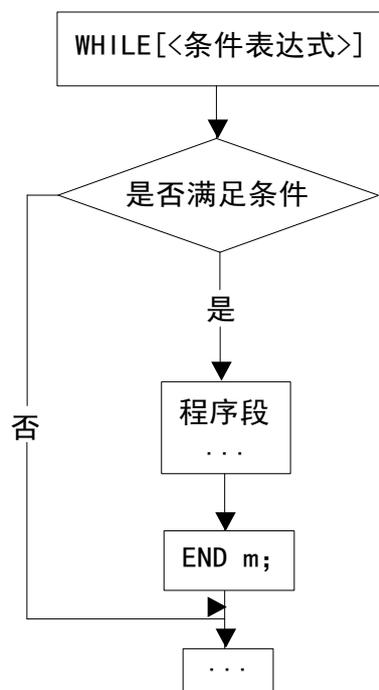 WHILE[<条件表达式>]
是否满足条件
是
否
程序段
...
END m；
...